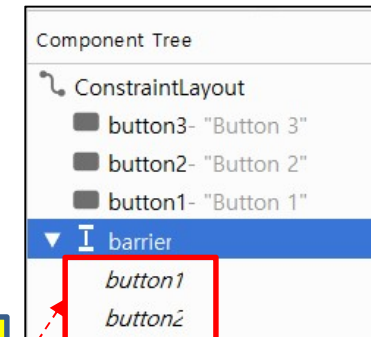 Component Tree
ConstraintLayout
button3- "Button 3"
button2- "Button 2"
button1- "Button 1"
barrier
button1
button2